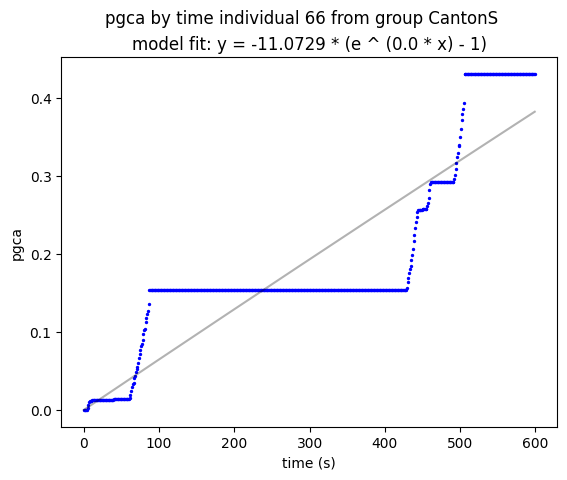 pgca by time individual 66 from group CantonS
model fit: y = -11.0729 * (e ^ (0.0 * x) - 1)
0.4
0.3
0.2
0.1
0.0
pgca
0 100 200 300 400 500 600
time (s)